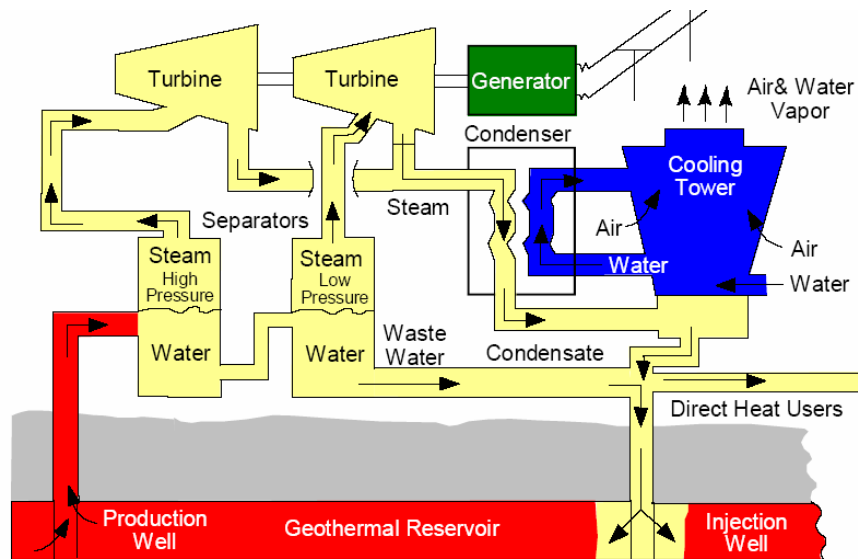 Turbine
Turbine
Generator
Air& Water
Vapor
Condenser
Cooling
Tower
Separators
Steam
Air
Air
Steam
High
Pressure
Steam
Low
Pressure
Water
Water
Water
Water
Waste
Water
Condensate
Direct Heat Users
Production
Well
Geothermal Reservoir
Injection
Well